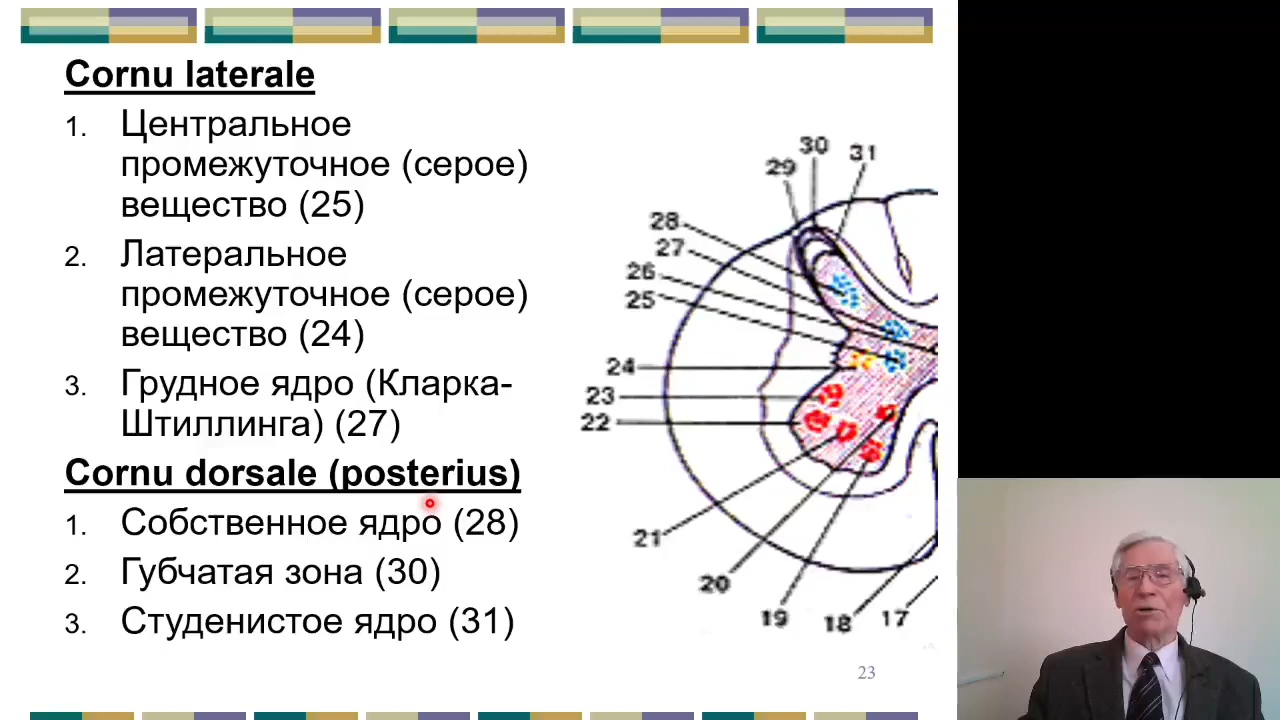 Cornu laterale
1. Центральное
промежуточное (серое)
вещество (25)
2. Латеральное
промежуточное (серое)
вещество (24)
3. Грудное ядро (Кларка-
Штиллинга) (27)
Cornu dorsale (posterius)
1. Собственное ядро (28)
2. Губчатая зона (30)
3. Студенистое ядро (31)
30
31
29
28
27
26
25
24
23
22
21
20
19
18
17
23